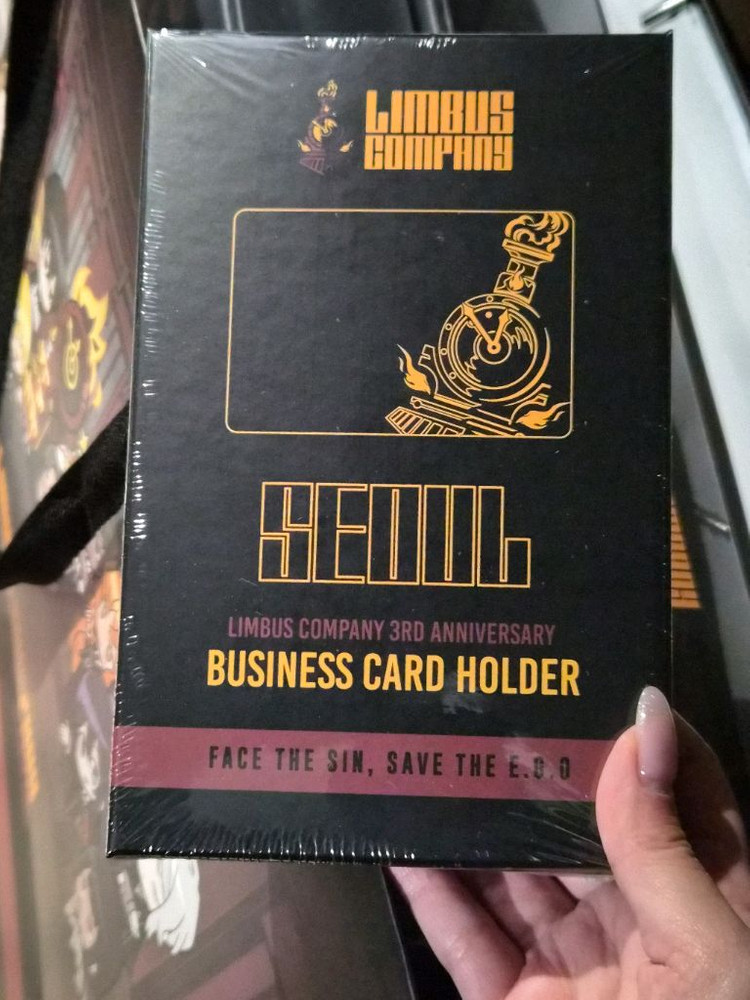 LIMBUS
COMPANY
SEOUL
LIMBUS COMPANY 3RD ANNIVERSARY
BUSINESS CARD HOLDER
FACE THE SIN, SAVE THE E.G.O